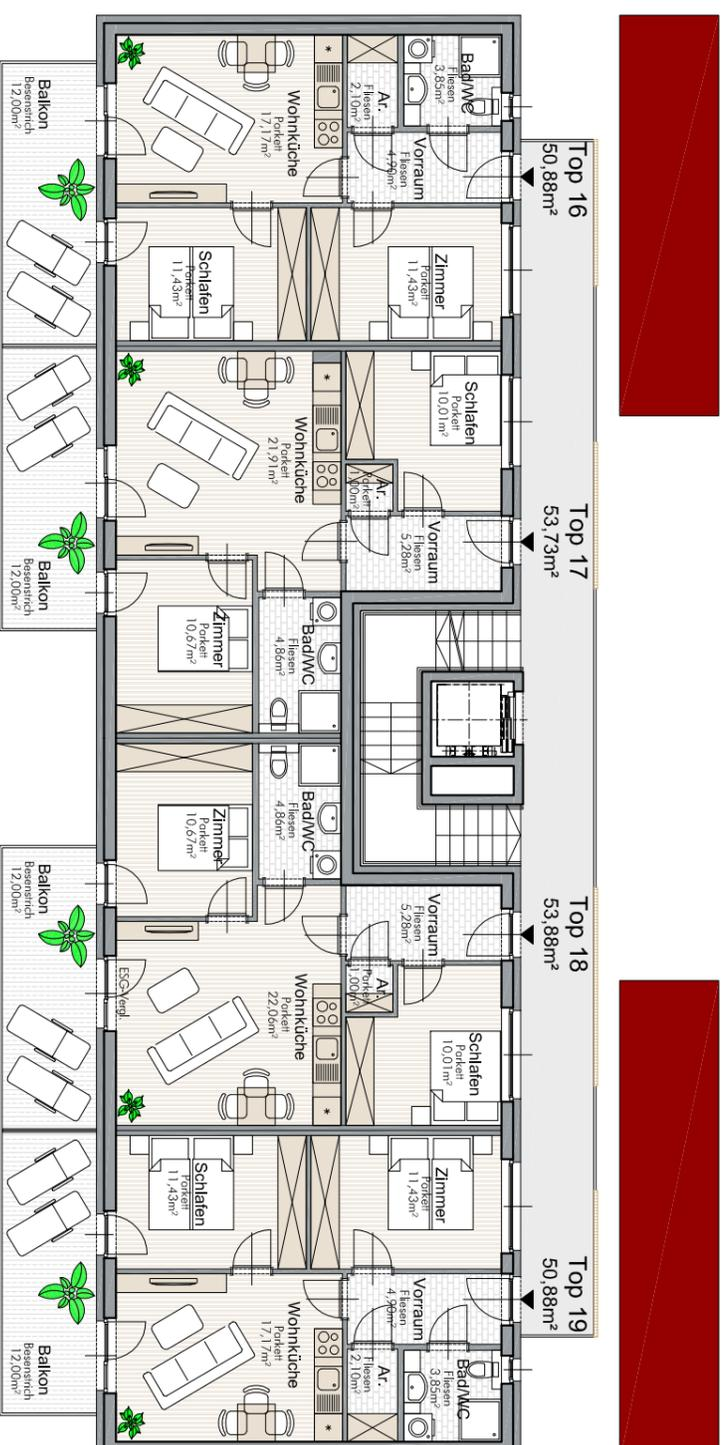 Top 16
50,88m²
Bad/WC
Fliesen
3,85m²
Ar.
Fliesen
2,10m²
Vorraum
Fliesen
4,90m²
Wohnküche
Parkett
17,17m²
Zimmer
Parkett
11,43m²
Schlafen
Parkett
11,43m²
Balkon
Besenstrich
12,00m²
Top 17
53,73m²
Schlafen
Parkett
10,01m²
Ar.
Parkett
1,00m²
Vorraum
Fliesen
5,28m²
Wohnküche
Parkett
21,91m²
Bad/WC
Fliesen
4,86m²
Zimmer
Parkett
10,67m²
Balkon
Besenstrich
12,00m²
Top 18
53,88m²
Bad/WC
Fliesen
4,86m²
Zimmer
Parkett
10,67m²
Vorraum
Fliesen
5,28m²
Ar.
Parkett
1,00m²
Schlafen
Parkett
10,01m²
Wohnküche
Parkett
22,06m²
ESG-Vergl.
Balkon
Besenstrich
12,00m²
Top 19
50,88m²
Zimmer
Parkett
11,43m²
Schlafen
Parkett
11,43m²
Vorraum
Fliesen
4,90m²
Bad/WC
Fliesen
3,85m²
Ar.
Fliesen
2,10m²
Wohnküche
Parkett
17,17m²
Balkon
Besenstrich
12,00m²